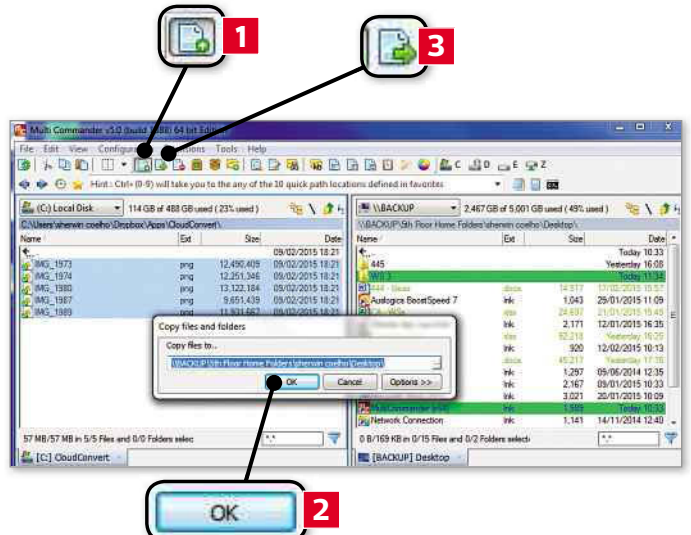 1
3
Multi Commander v5.0 (build 1888) 64 bit
File Edit View Tools Help
C L D E Z
Hint: Ctrl+ (0-9) will take you to the any of the 10 quick path locations defined in favorites
(C:) Local Disk 114 GB of 488 GB used ( 23% used )
\\BACKUP 2,467 GB of 5,001 GB used ( 49% used )
C:\Users\sherwin coelho\Dropbox\Apps\CloudConvert\
\\BACKUP\5th Floor Home Folders\sherwin coelho\Desktop\
Name Ext Size Date
Name Ext Size Date
09/02/2015 18:21
Today 10:33
IMG_1973 png 12,490,409 09/02/2015 18:21
445 Yesterday 16:08
IMG_1974 png 12,251,346 09/02/2015 18:21
Today 11:34
IMG_1980 png 13,122,184 09/02/2015 18:21
IMG_1987 png 9,651,439 09/02/2015 18:21
Auslogics BoostSpeed 7 lnk 1,043 29/01/2015 11:09
IMG_1989 png 11,931,667 09/02/2015 18:21
lnk 2,171 12/01/2015 16:35
lnk 920 12/02/2015 10:13
lnk 1,297 09/06/2014 12:35
lnk 2,167 09/01/2015 10:33
lnk 3,021 20/01/2015 10:09
MultiCommander (x64) lnk Today 10:33
Network Connection lnk 1,141 14/11/2014 12:40
Copy files and folders
Copy files to..
\\BACKUP\5th Floor Home Folders\sherwin coelho\Desktop\
OK Cancel Options >>
57 MB/57 MB in 5/5 Files and 0/0 Folders selec
*.*
0 B/169 KB in 0/15 Files and 0/2 Folders selecti
*.*
[C:] CloudConvert
[BACKUP] Desktop
OK
2